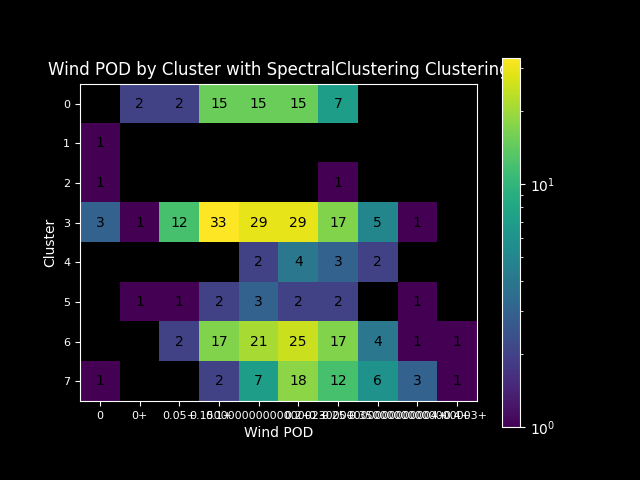 Wind POD by Cluster with SpectralClustering Clustering
0 2 2 15 15 15 7
1 1
2 1 1
3 3 1 12 33 29 29 17 5 1
4 2 4 3 2
5 1 1 2 3 2 2 1
6 2 17 21 25 17 4 1 1
7 1 2 7 18 12 6 3 1
Cluster
0 0+ 0.05+
Wind POD
10¹
10⁰